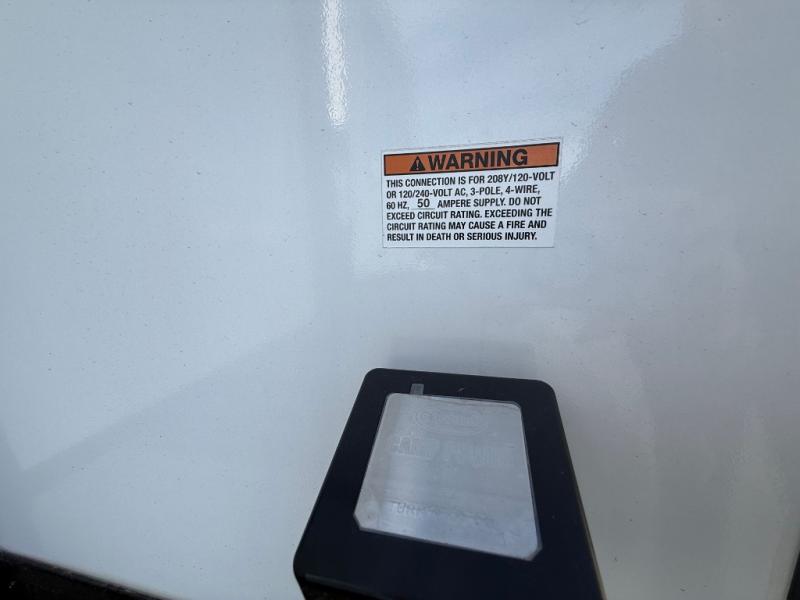 WARNING
THIS CONNECTION IS FOR 208Y/120-VOLT
OR 120/240-VOLT AC, 3-POLE, 4-WIRE,
60 HZ, 50 AMPERE SUPPLY. DO NOT
EXCEED CIRCUIT RATING. EXCEEDING THE
CIRCUIT RATING MAY CAUSE A FIRE AND
RESULT IN DEATH OR SERIOUS INJURY.